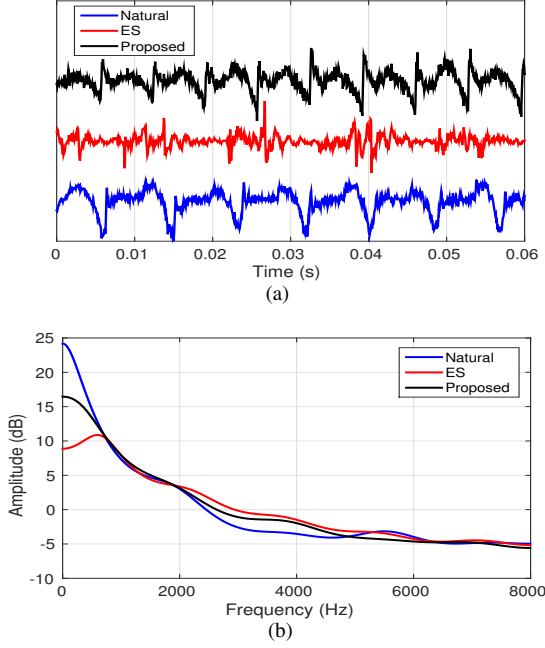 Natural
ES
Proposed
0 0.01 0.02 0.03 0.04 0.05 0.06
Time (s)
(a)
25
20
15
10
5
0
-5
-10
Amplitude (dB)
Natural
ES
Proposed
0 2000 4000 6000 8000
Frequency (Hz)
(b)